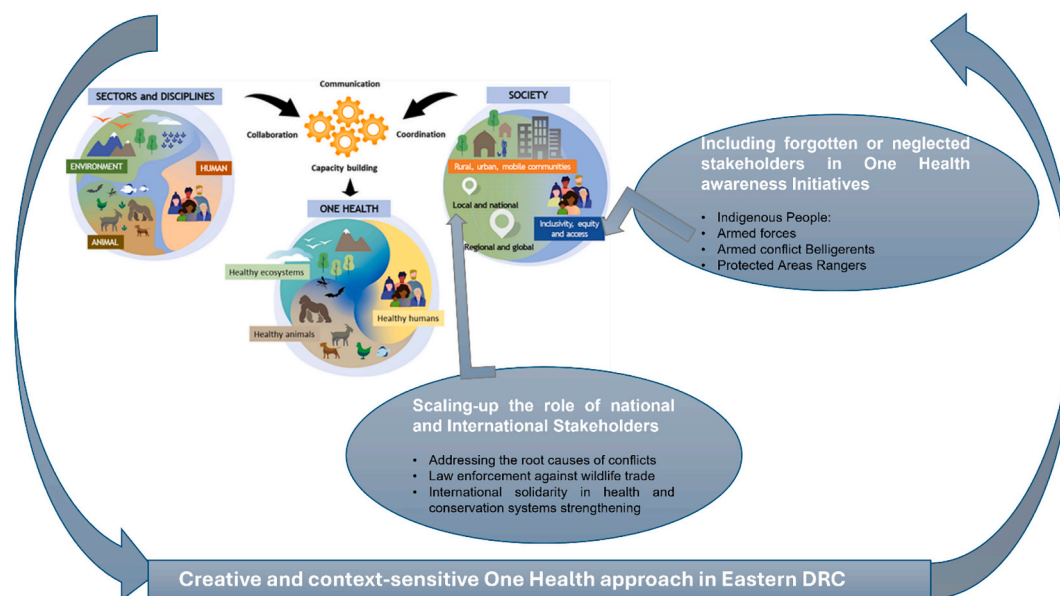 Communication
SECTORS and DISCIPLINES
SOCIETY
Collaboration
Coordination
ENVIRONMENT
HUMAN
Rural, urban, mobile communities
Capacity building
Local and national
ONE HEALTH
Inclusivity, equity
and access
ANIMAL
Regional and global
Healthy ecosystems
Healthy humans
Healthy animals
Including forgotten or neglected
stakeholders in One Health
awareness Initiatives
• Indigenous People:
• Armed forces
• Armed conflict Belligerents
• Protected Areas Rangers
Scaling-up the role of national
and International Stakeholders
• Addressing the root causes of conflicts
• Law enforcement against wildlife trade
• International solidarity in health and
conservation systems strengthening
Creative and context-sensitive One Health approach in Eastern DRC